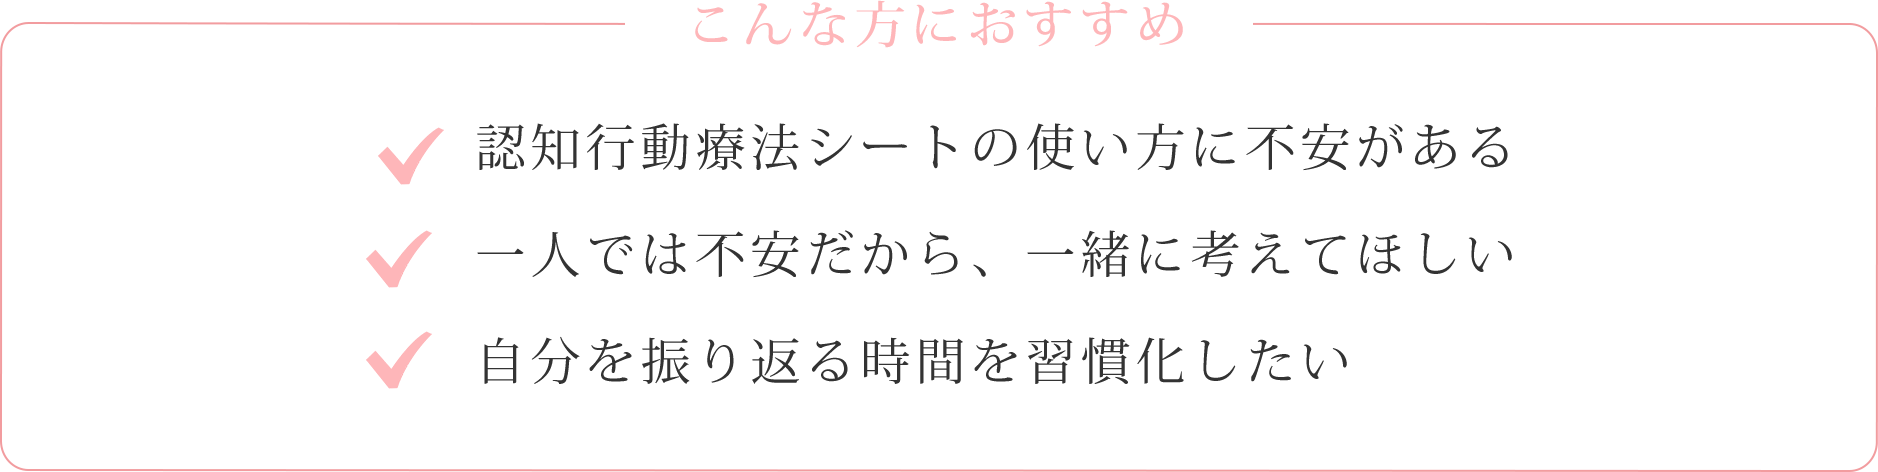 こんな方におすすめ
認知行動療法シートの使い方に不安がある
一人では不安だから、一緒に考えてほしい
自分を振り返る時間を習慣化したい